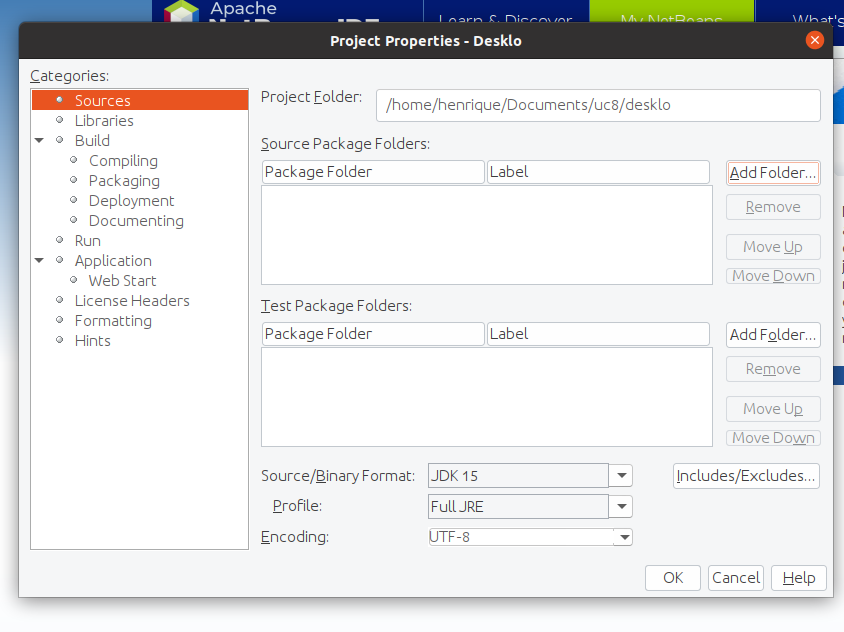 Apache
Learn & Discover
My NetBeans
What's
Project Properties - Desklo
Categories:
Sources
Libraries
Build
Compiling
Packaging
Deployment
Documenting
Run
Application
Web Start
License Headers
Formatting
Hints
Project Folder: /home/henrique/Documents/uc8/desklo
Source Package Folders:
Package Folder Label
Add Folder...
Remove
Move Up
Move Down
Test Package Folders:
Package Folder Label
Add Folder...
Remove
Move Up
Move Down
Source/Binary Format: JDK 15 Includes/Excludes...
Profile: Full JRE
Encoding: UTF-8
OK Cancel Help